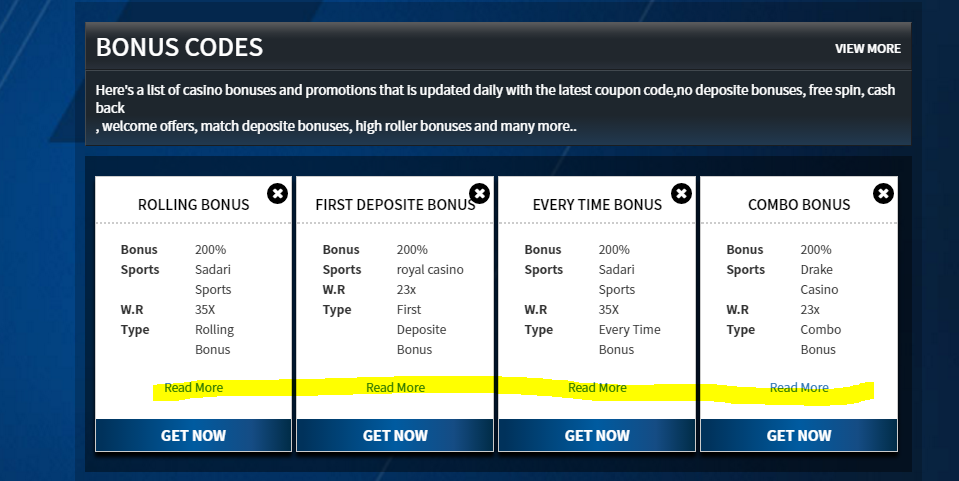 BONUS CODES
VIEW MORE
Here's a list of casino bonuses and promotions that is updated daily with the latest coupon code,no deposite bonuses, free spin, cash
back
, welcome offers, match deposite bonuses, high roller bonuses and many more..
ROLLING BONUS
Bonus 200%
Sports Sadari
Sports
W.R 35X
Type Rolling
Bonus
Read More
GET NOW
FIRST DEPOSITE BONUS
Bonus 200%
Sports royal casino
W.R 23x
Type First
Deposite
Bonus
Read More
GET NOW
EVERY TIME BONUS
Bonus 200%
Sports Sadari
Sports
W.R 35X
Type Every Time
Bonus
Read More
GET NOW
COMBO BONUS
Bonus 200%
Sports Drake
Casino
W.R 23x
Type Combo
Bonus
Read More
GET NOW